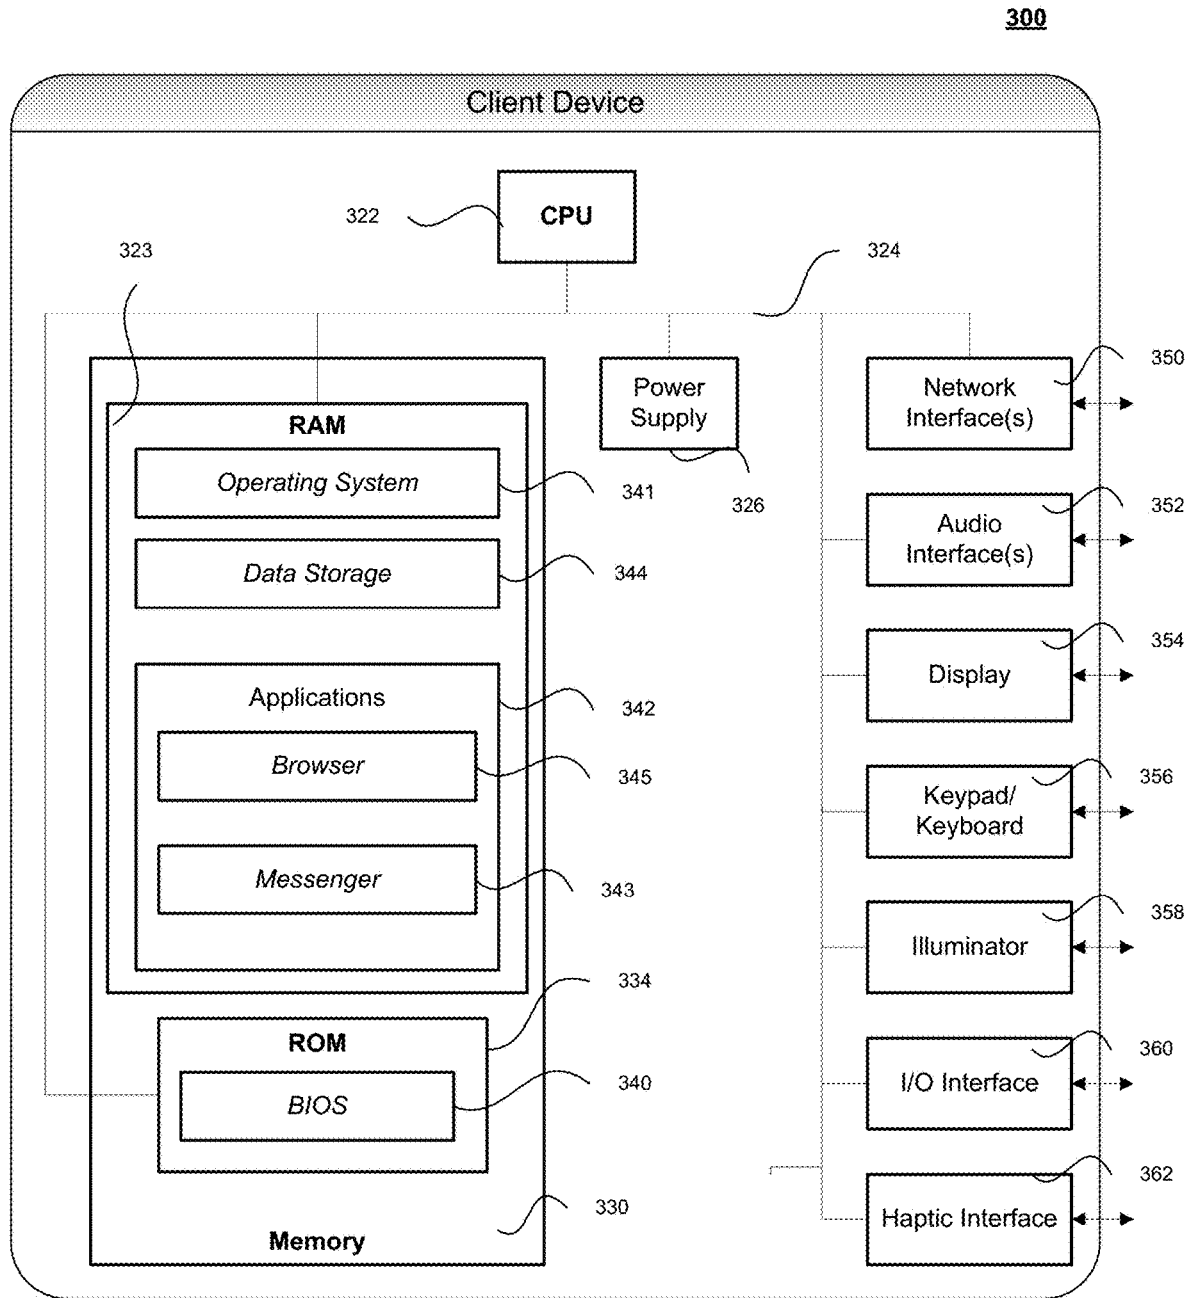 300
Client Device
CPU
322
323
324
RAM
Operating System
341
Data Storage
344
Applications
342
Browser
345
Messenger
343
ROM
334
BIOS
340
Memory
330
Power
Supply
326
Network
Interface(s)
350
Audio
Interface(s)
352
Display
354
Keypad/
Keyboard
356
Illuminator
358
I/O Interface
360
Haptic Interface
362